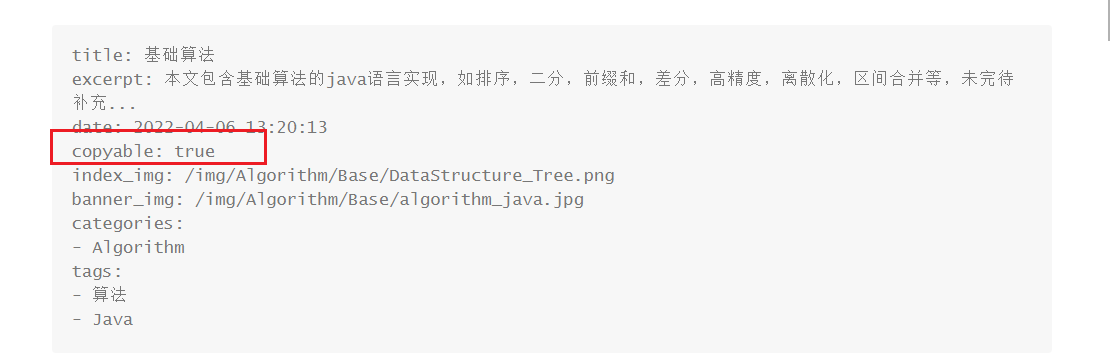 title: 基础算法
excerpt: 本文包含基础算法的java语言实现，如排序，二分，前缀和，差分，高精度，离散化，区间合并等，未完待
补充...
date: 2022-04-06 13:20:13
copyable: true
index_img: /img/Algorithm/Base/DataStructure_Tree.png
banner_img: /img/Algorithm/Base/algorithm_java.jpg
categories:
- Algorithm
tags:
- 算法
- Java